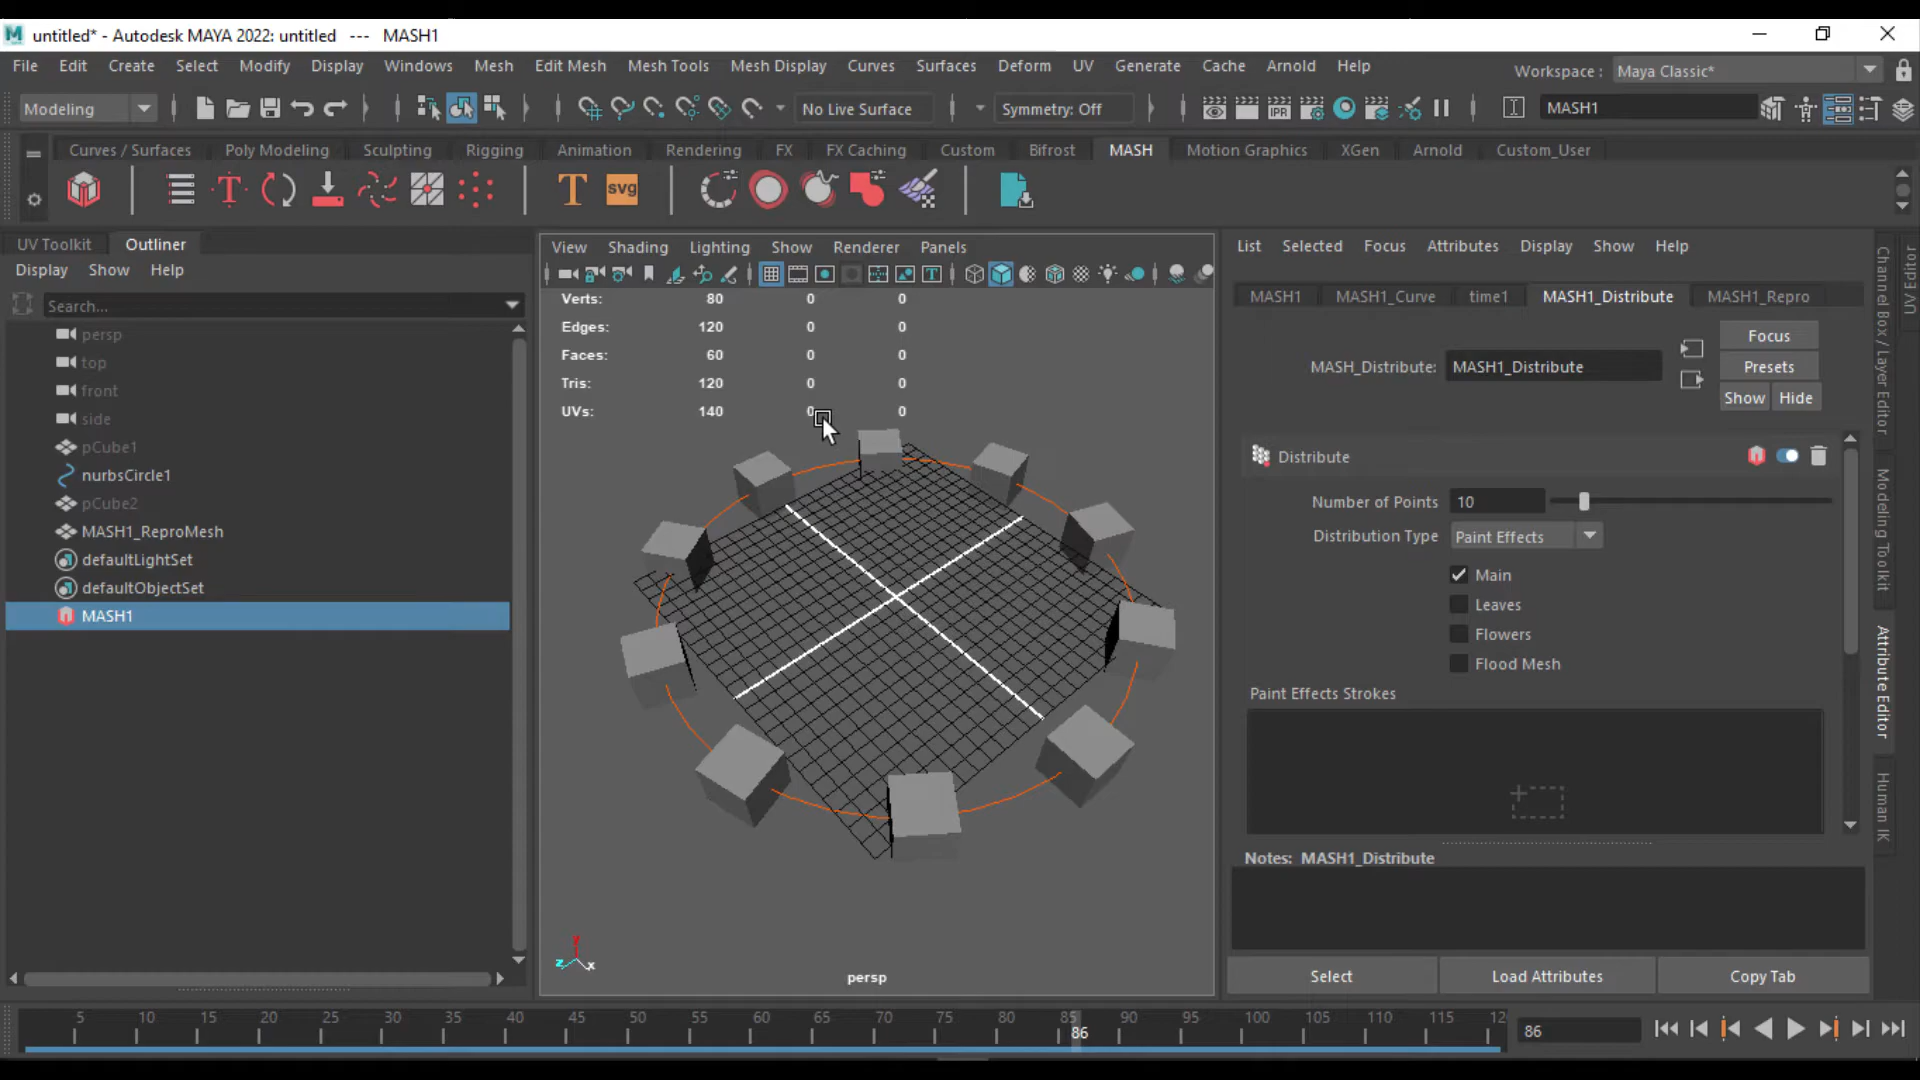 untitled* - Autodesk MAYA 2022: untitled   ---   MASH1
File Edit Create Select Modify Display Windows Mesh Edit Mesh Mesh Tools Mesh Display Curves Surfaces Deform UV Generate Cache Arnold Help
Workspace : Maya Classic*
Modeling
No Live Surface
Symmetry: Off
IPR
MASH1
Curves / Surfaces Poly Modeling Sculpting Rigging Animation Rendering FX FX Caching Custom Bifrost MASH Motion Graphics XGen Arnold Custom_User
T
T
svg
UV Toolkit Outliner
Display Show Help
Search...
persp
top
front
side
pCube1
nurbsCircle1
pCube2
MASH1_ReproMesh
defaultLightSet
defaultObjectSet
MASH1
View Shading Lighting Show Renderer Panels
Verts: 80 0 0
Edges: 120 0 0
Faces: 60 0 0
Tris: 120 0 0
UVs: 140 0 0
y
z
x
persp
List Selected Focus Attributes Display Show Help
MASH1 MASH1_Curve time1 MASH1_Distribute MASH1_Repro
MASH_Distribute: MASH1_Distribute
Focus
Presets
Show Hide
Distribute
Number of Points 10
Distribution Type Paint Effects
Main
Leaves
Flowers
Flood Mesh
Paint Effects Strokes
Notes: MASH1_Distribute
Select Load Attributes Copy Tab
Channel Box / Layer Editor
Modeling Toolkit
Attribute Editor
Human IK
UV Editor
5 10 15 20 25 30 35 40 45 50 55 60 65 70 75 80 85 90 95 100 105 110 115 12
86
86